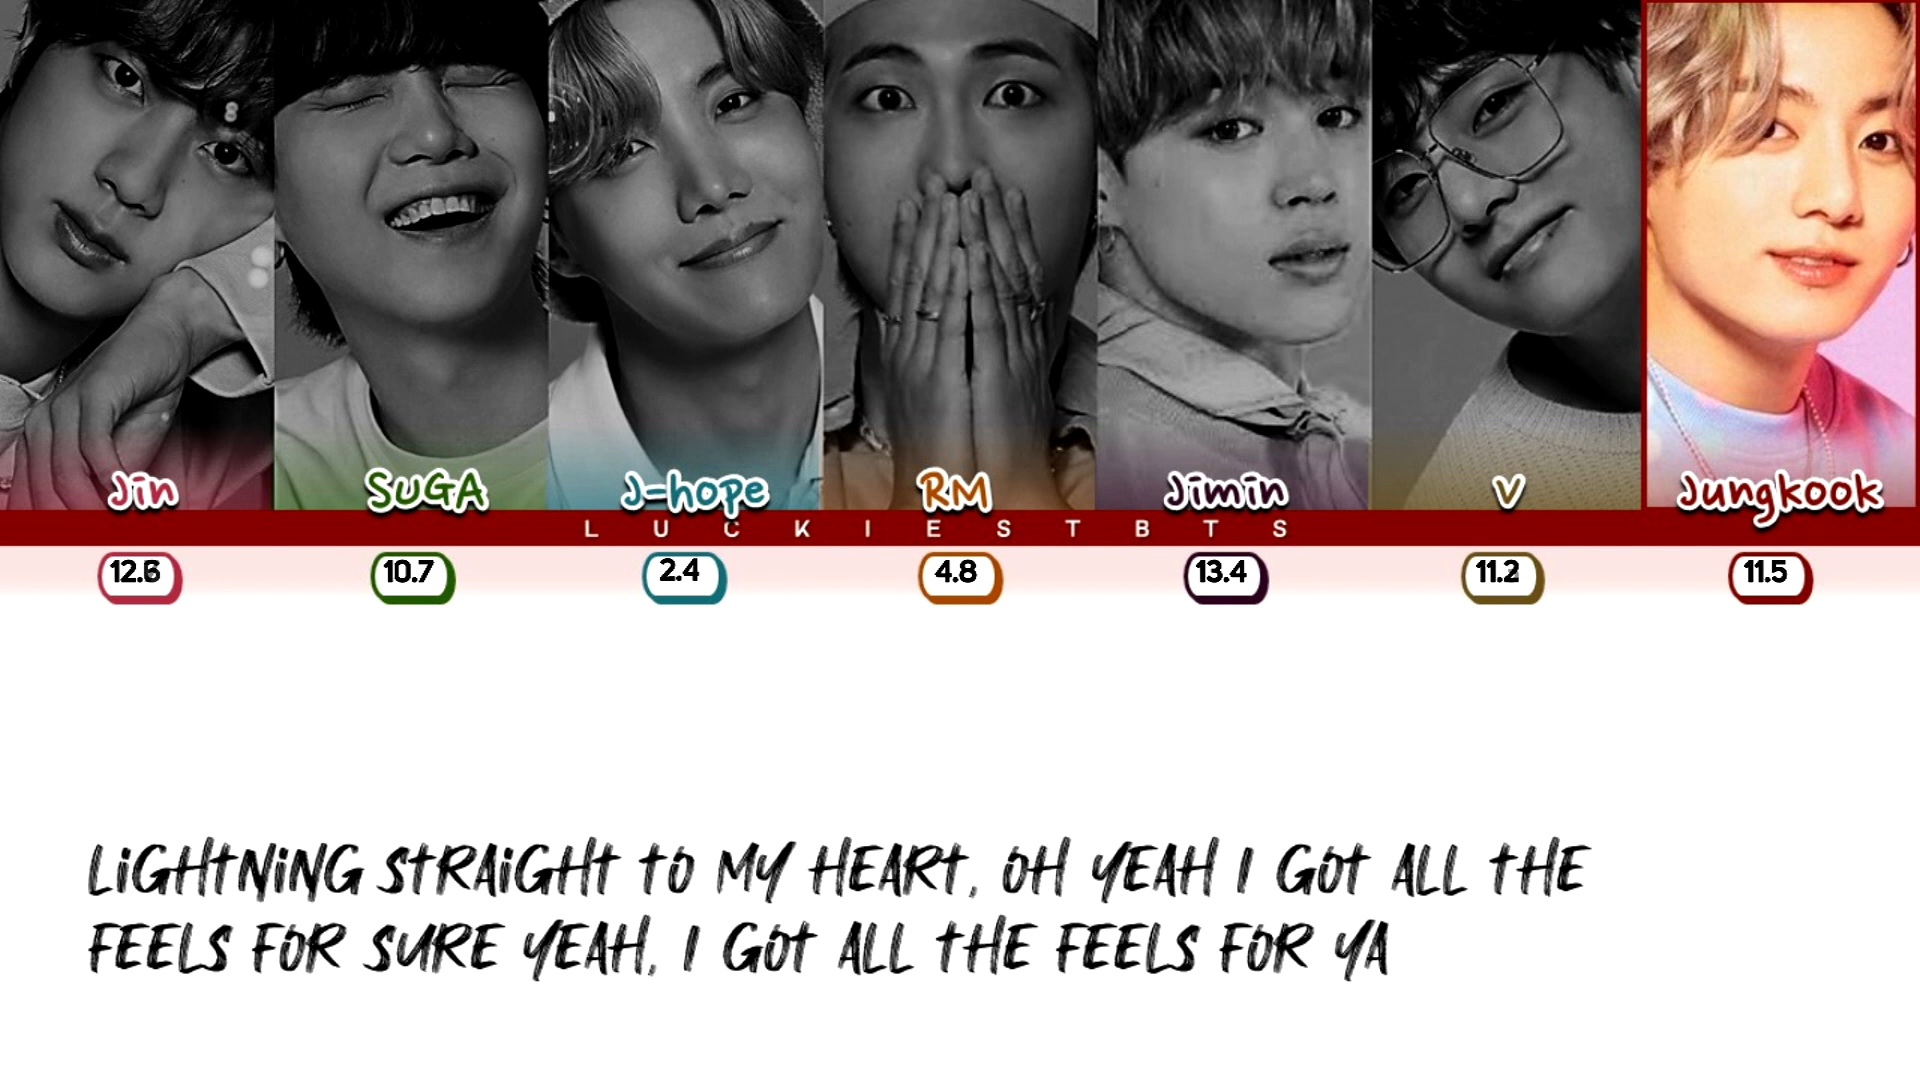 Jin SUGA J-hope RM Jimin V Jungkook
LUCKIESTBTS
12.6 10.7 2.4 4.8 13.4 11.2 11.5
LiGHtNiNG StRAiGHt tO MY HEARt, OH YEAH I GOt ALL tHE
FEELS FOR SURE YEAH, I GOt ALL tHE FEELS FOR YA